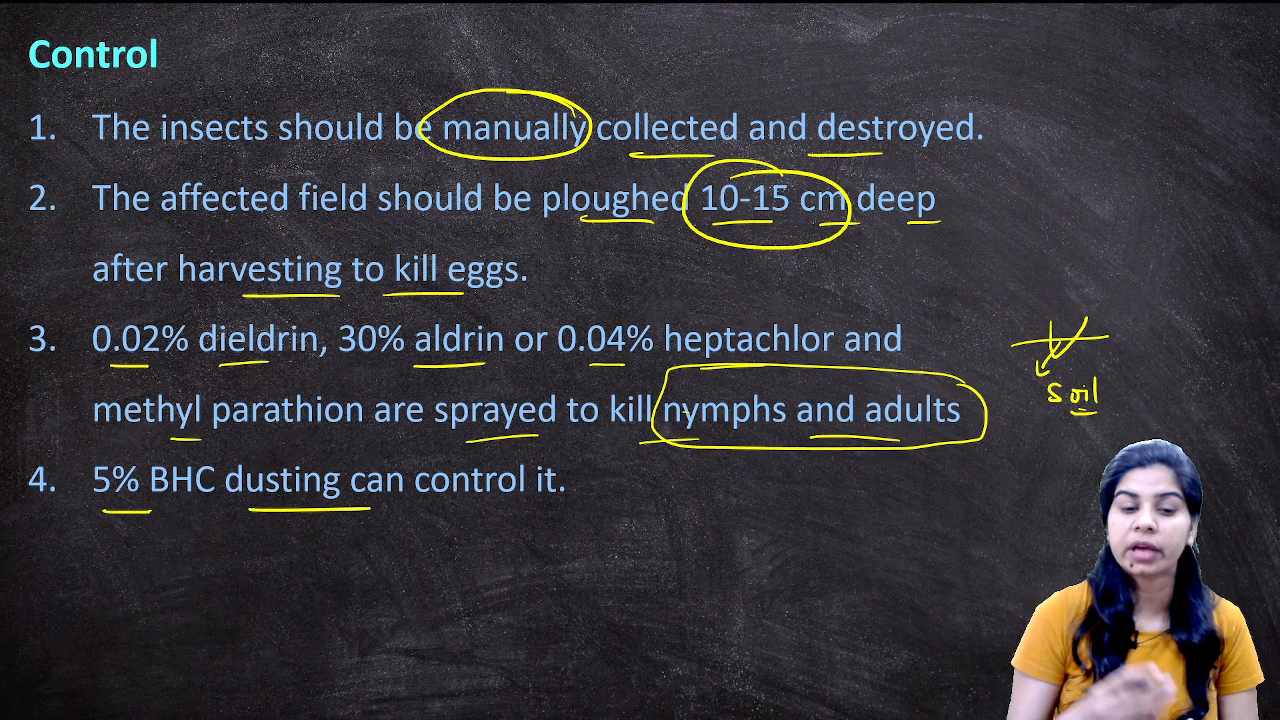 Control
1. The insects should be manually collected and destroyed.
2. The affected field should be ploughed 10-15 cm deep
after harvesting to kill eggs.
3. 0.02% dieldrin, 30% aldrin or 0.04% heptachlor and
methyl parathion are sprayed to kill nymphs and adults
soil
4. 5% BHC dusting can control it.